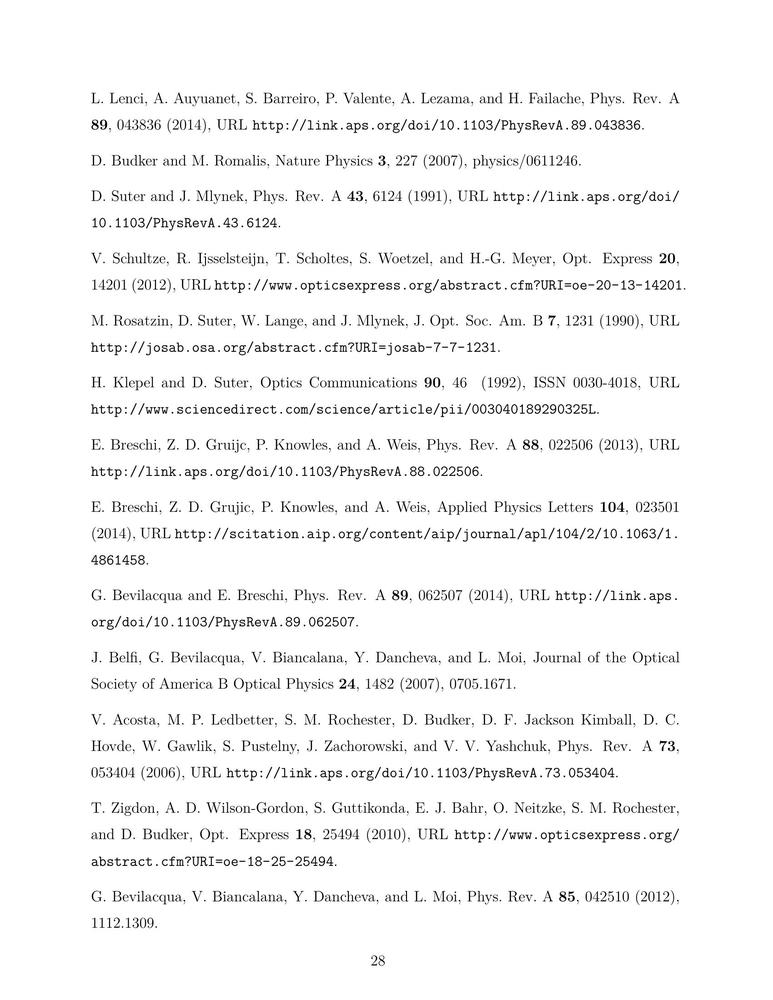 L. Lenci, A. Auyuanet, S. Barreiro, P. Valente, A. Lezama, and H. Failache, Phys. Rev. A
89, 043836 (2014), URL http://link.aps.org/doi/10.1103/PhysRevA.89.043836.
D. Budker and M. Romalis, Nature Physics 3, 227 (2007), physics/0611246.
D. Suter and J. Mlynek, Phys. Rev. A 43, 6124 (1991), URL http://link.aps.org/doi/
10.1103/PhysRevA.43.6124.
V. Schultze, R. Ijsselsteijn, T. Scholtes, S. Woetzel, and H.-G. Meyer, Opt. Express 20,
14201 (2012), URL http://www.opticsexpress.org/abstract.cfm?URI=oe-20-13-14201.
M. Rosatzin, D. Suter, W. Lange, and J. Mlynek, J. Opt. Soc. Am. B 7, 1231 (1990), URL
http://josab.osa.org/abstract.cfm?URI=josab-7-7-1231.
H. Klepel and D. Suter, Optics Communications 90, 46 (1992), ISSN 0030-4018, URL
http://www.sciencedirect.com/science/article/pii/003040189290325L.
E. Breschi, Z. D. Gruijc, P. Knowles, and A. Weis, Phys. Rev. A 88, 022506 (2013), URL
http://link.aps.org/doi/10.1103/PhysRevA.88.022506.
E. Breschi, Z. D. Grujic, P. Knowles, and A. Weis, Applied Physics Letters 104, 023501
(2014), URL http://scitation.aip.org/content/aip/journal/apl/104/2/10.1063/1.
4861458.
G. Bevilacqua and E. Breschi, Phys. Rev. A 89, 062507 (2014), URL http://link.aps.
org/doi/10.1103/PhysRevA.89.062507.
J. Belfi, G. Bevilacqua, V. Biancalana, Y. Dancheva, and L. Moi, Journal of the Optical
Society of America B Optical Physics 24, 1482 (2007), 0705.1671.
V. Acosta, M. P. Ledbetter, S. M. Rochester, D. Budker, D. F. Jackson Kimball, D. C.
Hovde, W. Gawlik, S. Pustelny, J. Zachorowski, and V. V. Yashchuk, Phys. Rev. A 73,
053404 (2006), URL http://link.aps.org/doi/10.1103/PhysRevA.73.053404.
T. Zigdon, A. D. Wilson-Gordon, S. Guttikonda, E. J. Bahr, O. Neitzke, S. M. Rochester,
and D. Budker, Opt. Express 18, 25494 (2010), URL http://www.opticsexpress.org/
abstract.cfm?URI=oe-18-25-25494.
G. Bevilacqua, V. Biancalana, Y. Dancheva, and L. Moi, Phys. Rev. A 85, 042510 (2012),
1112.1309.
28